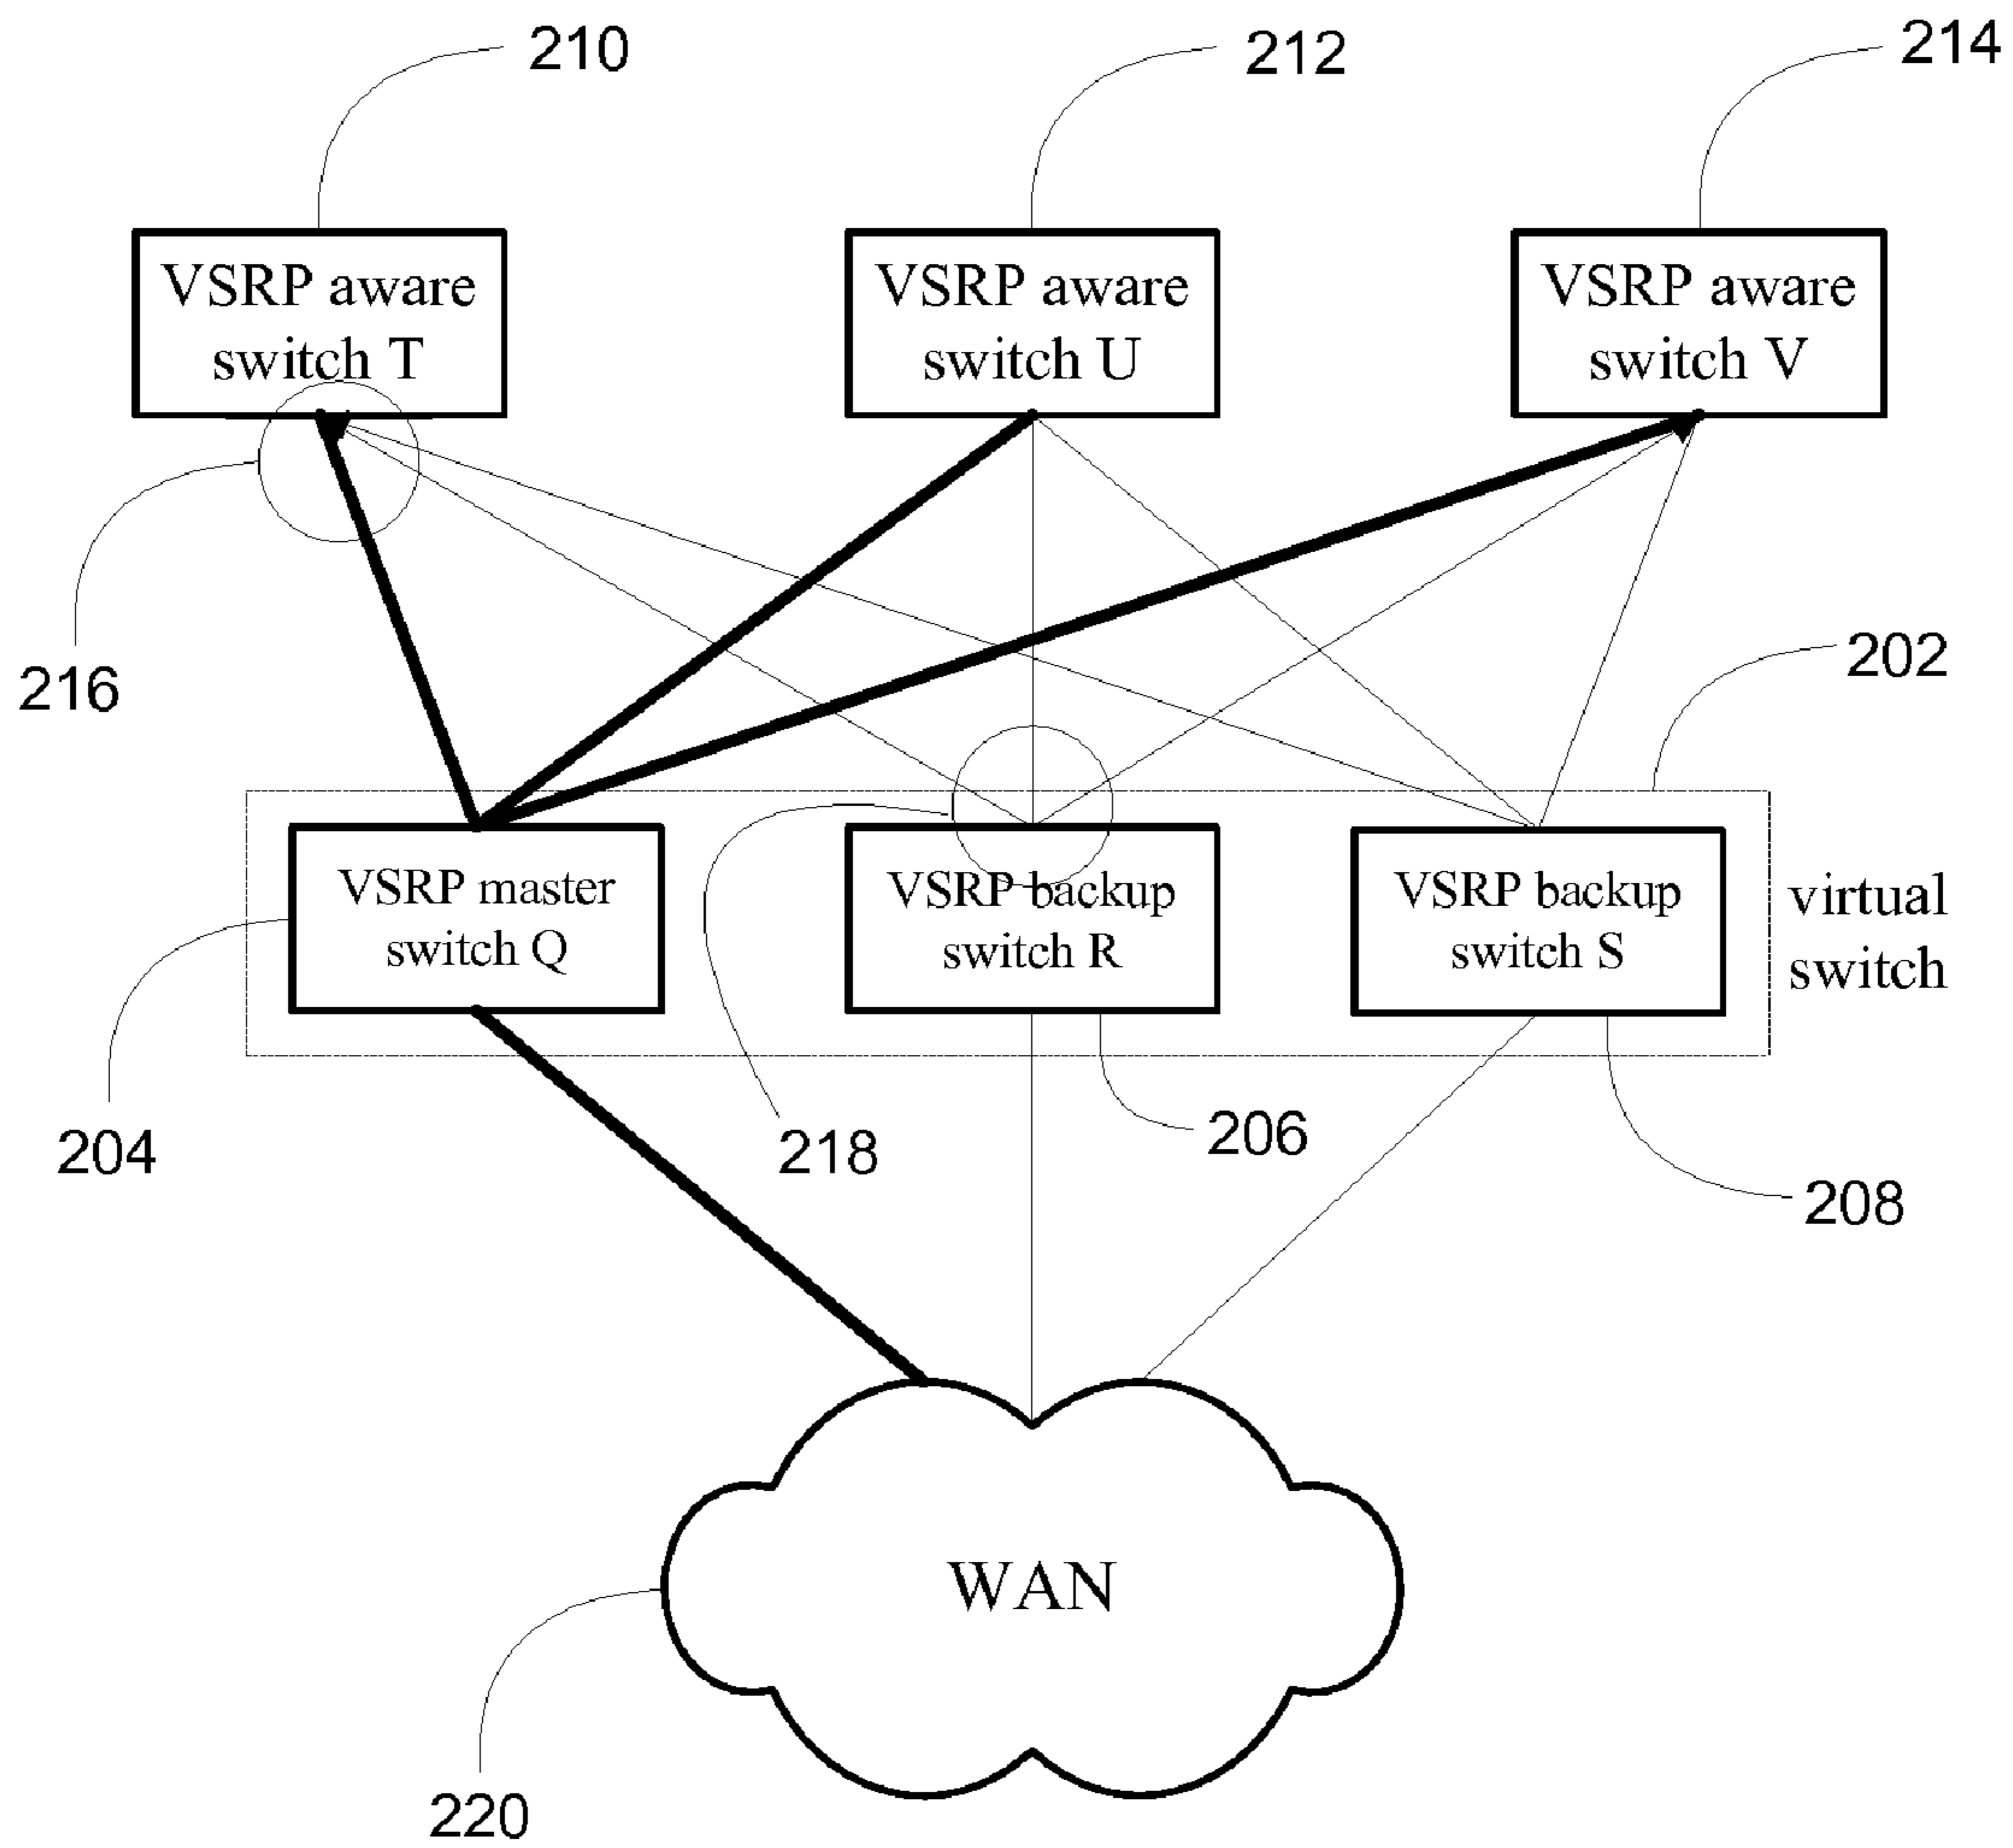 210
212
214
VSRP aware
switch T
VSRP aware
switch U
VSRP aware
switch V
216
202
VSRP master
switch Q
VSRP backup
switch R
VSRP backup
switch S
virtual
switch
204
218
206
208
WAN
220